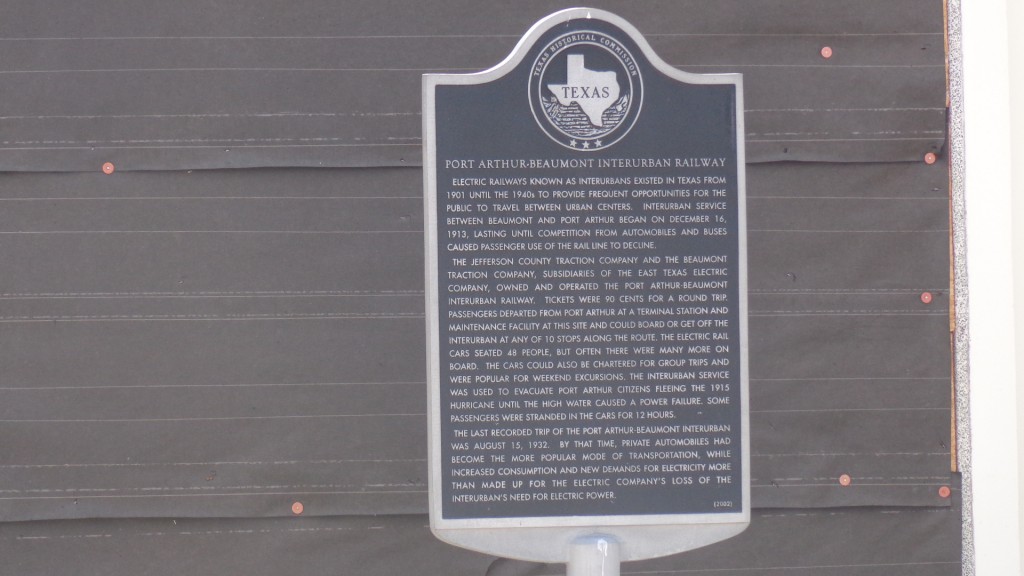 TEXAS HISTORICAL COMMISSION
TEXAS
PORT ARTHUR-BEAUMONT INTERURBAN RAILWAY
ELECTRIC RAILWAYS KNOWN AS INTERURBANS EXISTED IN TEXAS FROM
1901 UNTIL THE 1940s TO PROVIDE FREQUENT OPPORTUNITIES FOR THE
PUBLIC TO TRAVEL BETWEEN URBAN CENTERS. INTERURBAN SERVICE
BETWEEN BEAUMONT AND PORT ARTHUR BEGAN ON DECEMBER 16,
1913, LASTING UNTIL COMPETITION FROM AUTOMOBILES AND BUSES
CAUSED PASSENGER USE OF THE RAIL LINE TO DECLINE.
THE JEFFERSON COUNTY TRACTION COMPANY AND THE BEAUMONT
TRACTION COMPANY, SUBSIDIARIES OF THE EAST TEXAS ELECTRIC
COMPANY, OWNED AND OPERATED THE PORT ARTHUR-BEAUMONT
INTERURBAN RAILWAY. TICKETS WERE 90 CENTS FOR A ROUND TRIP.
PASSENGERS DEPARTED FROM PORT ARTHUR AT A TERMINAL STATION AND
MAINTENANCE FACILITY AT THIS SITE AND COULD BOARD OR GET OFF THE
INTERURBAN AT ANY OF 10 STOPS ALONG THE ROUTE. THE ELECTRIC RAIL
CARS SEATED 48 PEOPLE, BUT OFTEN THERE WERE MANY MORE ON
BOARD. THE CARS COULD ALSO BE CHARTERED FOR GROUP TRIPS AND
WERE POPULAR FOR WEEKEND EXCURSIONS. THE INTERURBAN SERVICE
WAS USED TO EVACUATE PORT ARTHUR CITIZENS FLEEING THE 1915
HURRICANE UNTIL THE HIGH WATER CAUSED A POWER FAILURE. SOME
PASSENGERS WERE STRANDED IN THE CARS FOR 12 HOURS.
THE LAST RECORDED TRIP OF THE PORT ARTHUR-BEAUMONT INTERURBAN
WAS AUGUST 15, 1932. BY THAT TIME, PRIVATE AUTOMOBILES HAD
BECOME THE MORE POPULAR MODE OF TRANSPORTATION, WHILE
INCREASED CONSUMPTION AND NEW DEMANDS FOR ELECTRICITY MORE
THAN MADE UP FOR THE ELECTRIC COMPANY'S LOSS OF THE
INTERURBAN'S NEED FOR ELECTRIC POWER.
(2002)